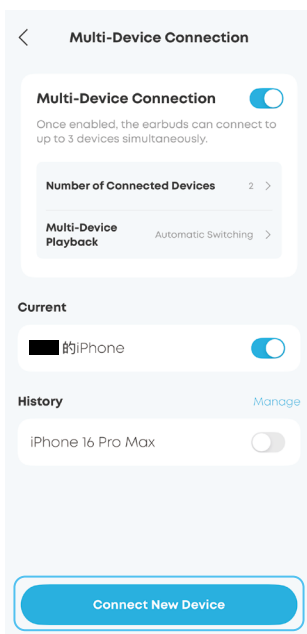 Multi-Device Connection
Multi-Device Connection
Once enabled, the earbuds can connect to
up to 3 devices simultaneously.
Number of Connected Devices 2
Multi-Device
Playback
Automatic Switching
Current
的iPhone
History Manage
iPhone 16 Pro Max
Connect New Device